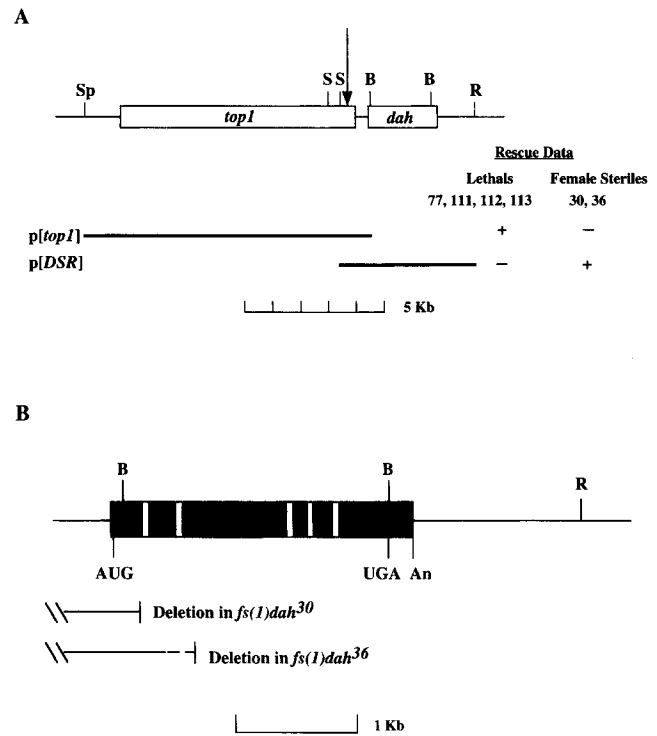 A
Sp S S B B R
top1 dah
Rescue Data
Lethals Female Steriles
77, 111, 112, 113 30, 36
p[top1] + –
p[DSR] – +
5 Kb
B
B B R
AUG UGA An
Deletion in fs(1)dah30
Deletion in fs(1)dah36
1 Kb